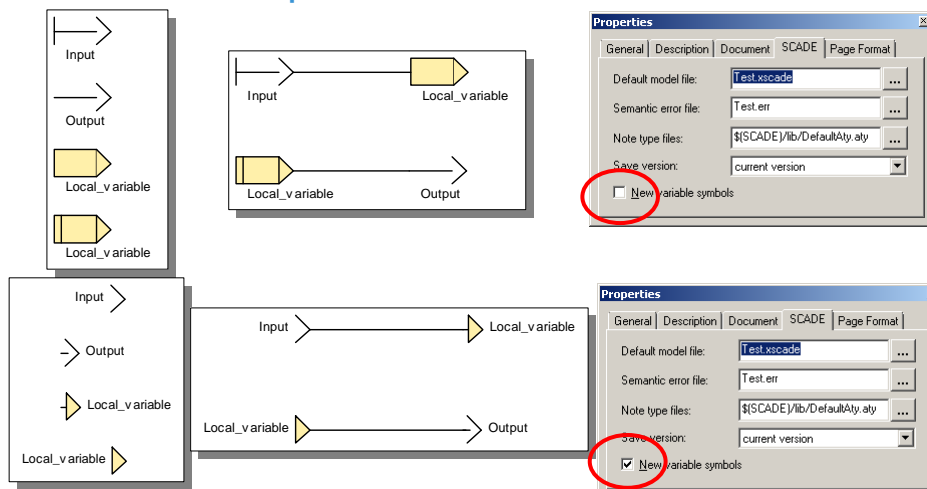 Input
Output
Local_variable
Local_variable
Input
Local_variable
Local_variable
Output
Properties
General Description Document SCADE Page Format
Default model file: Test.xscade ...
Semantic error file: Test.err ...
Note type files: $(SCADE)/lib/DefaultAty.aty ...
Save version: current version
New variable symbols
Input
Output
Local_variable
Local_variable
Input
Local_variable
Local_variable
Output
Properties
General Description Document SCADE Page Format
Default model file: Test.xscade ...
Semantic error file: Test.err ...
Note type files: $(SCADE)/lib/DefaultAty.aty ...
Save version: current version
New variable symbols